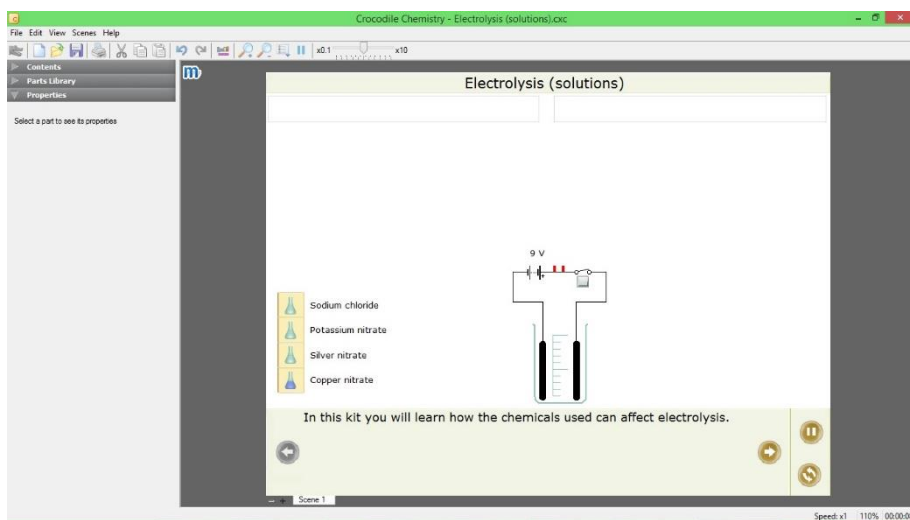 Crocodile Chemistry - Electrolysis (solutions).cxc
File Edit View Scenes Help
x0.1 x10
Contents
Parts Library
Properties
Select a part to see its properties
m
Electrolysis (solutions)
9 V
Sodium chloride
Potassium nitrate
Silver nitrate
Copper nitrate
In this kit you will learn how the chemicals used can affect electrolysis.
Scene 1
Speed: x1 110%